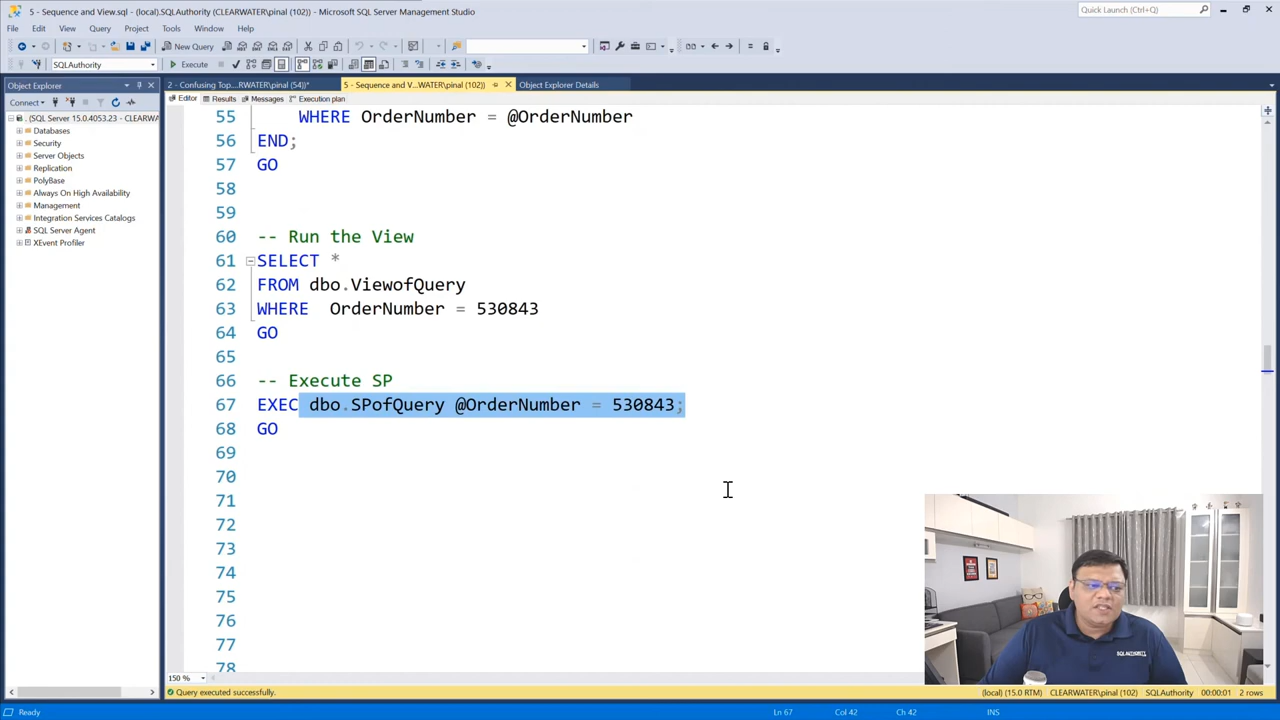 5 - Sequence and View.sql - (local).SQLAuthority (CLEARWATER\pinal (102)) - Microsoft SQL Server Management Studio
Quick Launch (Ctrl+Q)
File Edit View Query Project Tools Window Help
New Query
SQLAuthority Execute
Object Explorer
2 - Confusing Top...RWATER\pinal (54))* 5 - Sequence and V...WATER\pinal (102)) Object Explorer Details
Connect
Editor Results Messages Execution plan
. (SQL Server 15.0.4053.23 - CLEARWA
Databases
Security
Server Objects
Replication
PolyBase
Always On High Availability
Management
Integration Services Catalogs
SQL Server Agent
XEvent Profiler
55 WHERE OrderNumber = @OrderNumber
56 END;
57 GO
58
59
60 -- Run the View
61 SELECT *
62 FROM dbo.ViewofQuery
63 WHERE OrderNumber = 530843
64 GO
65
66 -- Execute SP
67 EXEC dbo.SPofQuery @OrderNumber = 530843;
68 GO
69
70
71
72
73
74
75
76
77
78
SQLAUTHORITY
150 %
Query executed successfully. (local) (15.0 RTM) CLEARWATER\pinal (102) SQLAuthority 00:00:01 2 rows
Ready Ln 67 Col 42 Ch 42 INS